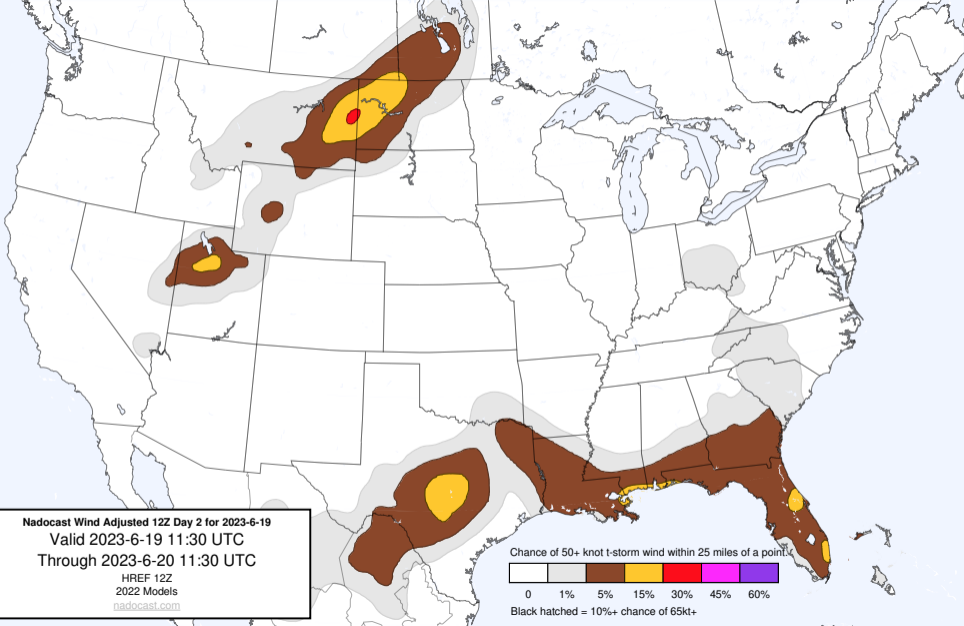 Nadocast Wind Adjusted 12Z Day 2 for 2023-6-19
Valid 2023-6-19 11:30 UTC
Through 2023-6-20 11:30 UTC
HREF 12Z
2022 Models
nadocast.com
Chance of 50+ knot t-storm wind within 25 miles of a point.
0 1% 5% 15% 30% 45% 60%
Black hatched = 10%+ chance of 65kt+